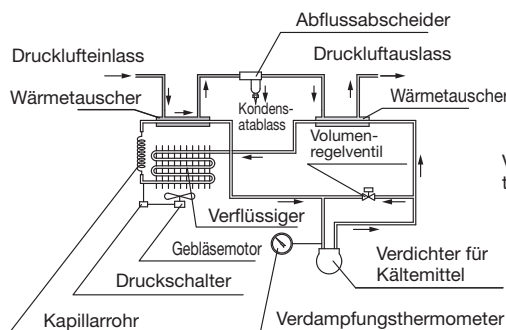 Abflussabscheider
Drucklufteinlass
Druckluftauslass
Wärmetauscher
Kondens-
atablass
Wärmetauscher
Volumen-
regelventil
Verflüssiger
Gebläsemotor
Verdichter für
Kältemittel
Druckschalter
Kapillarrohr
Verdampfungsthermometer